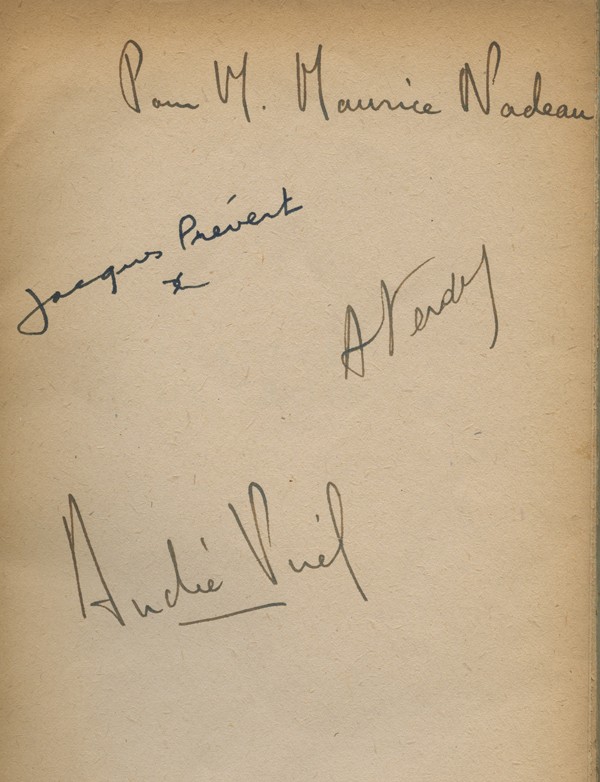 Pour M. Maurice Nadeau
Jacques Prévert
A Verdet
André Virel